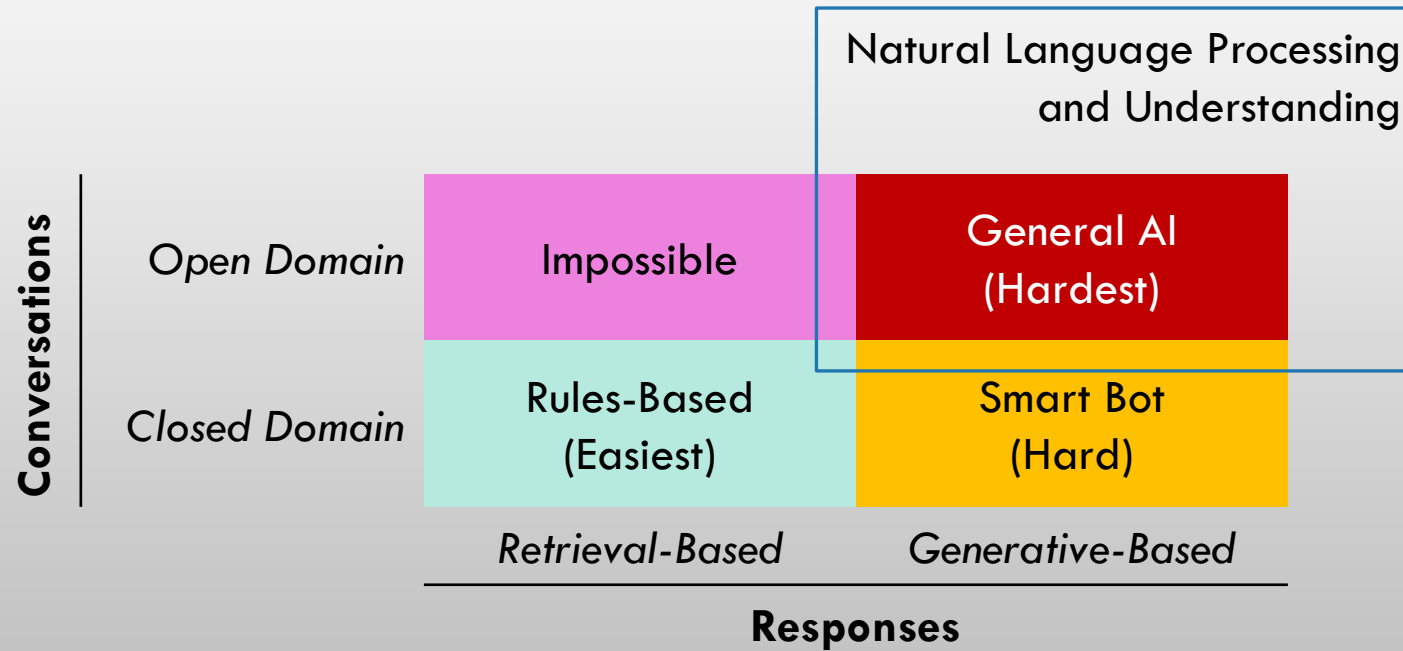 Natural Language Processing
and Understanding
Conversations
Open Domain
Impossible
General AI
(Hardest)
Closed Domain
Rules-Based
(Easiest)
Smart Bot
(Hard)
Retrieval-Based
Generative-Based
Responses